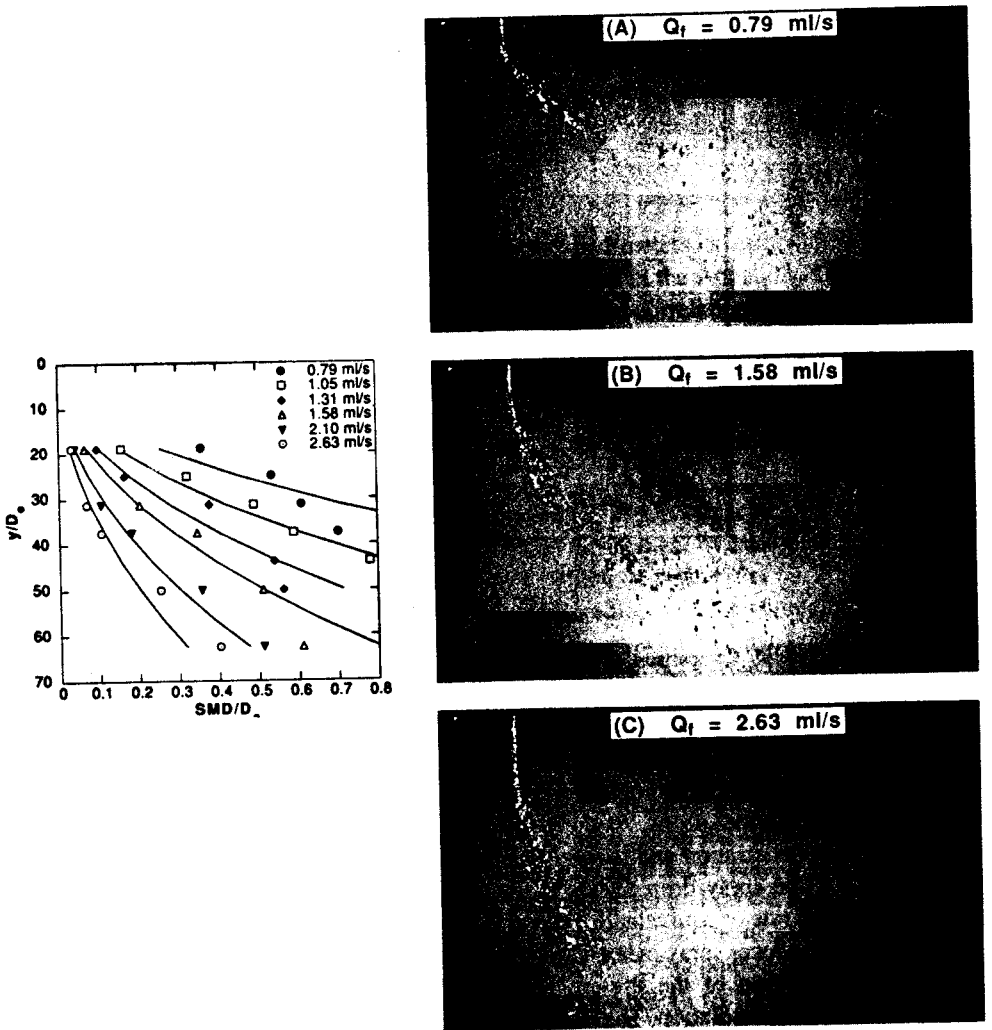 (A) Qf = 0.79 ml/s
0
10
20
30
40
50
60
70
y/De
0.79 ml/s
1.05 ml/s
1.31 ml/s
1.58 ml/s
2.10 ml/s
2.63 ml/s
0 0.1 0.2 0.3 0.4 0.5 0.6 0.7 0.8
SMD/D
(B) Qf = 1.58 ml/s
(C) Qf = 2.63 ml/s